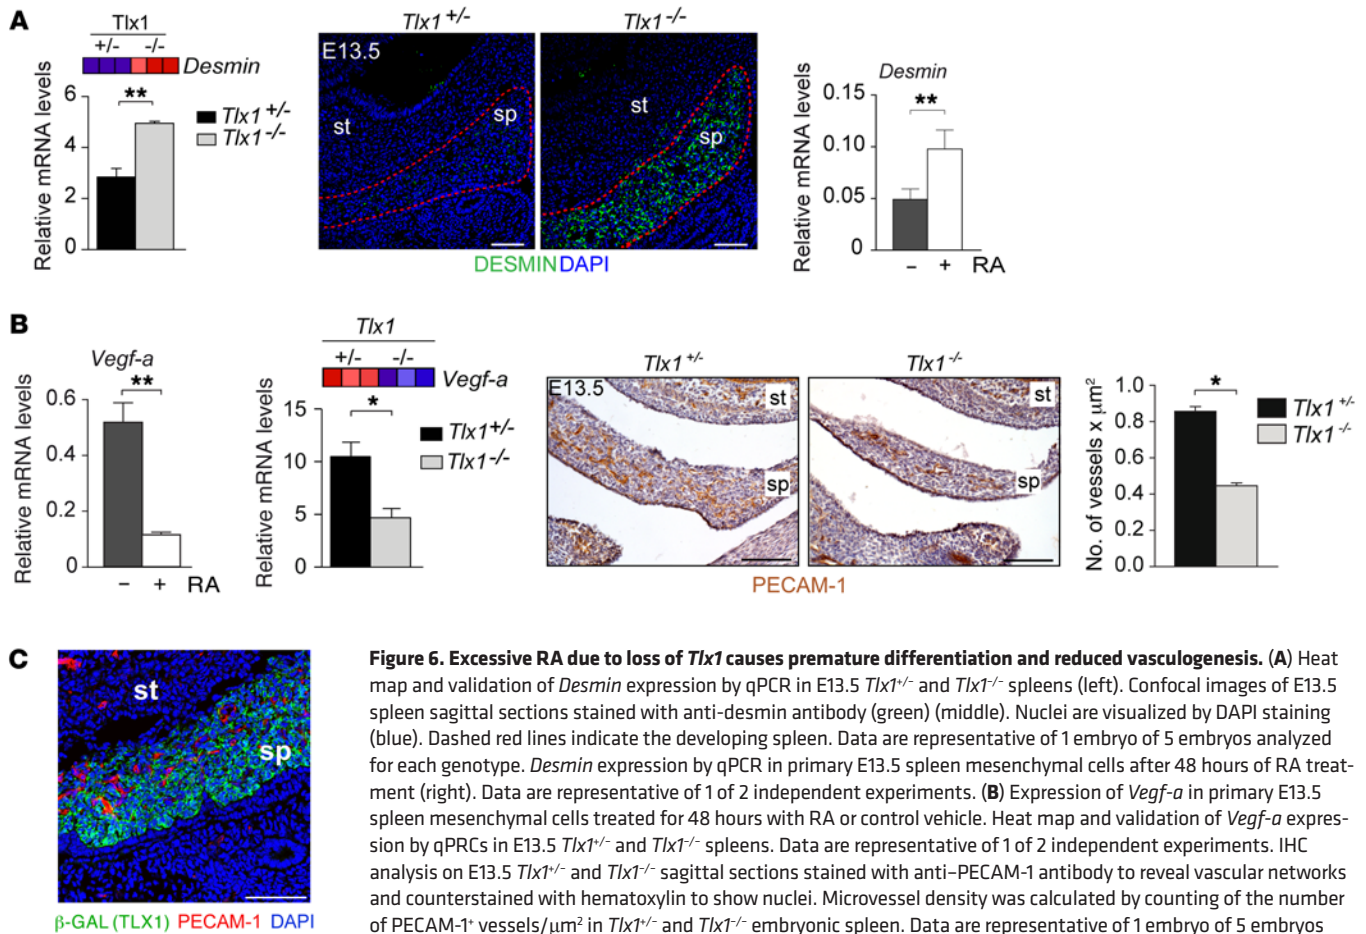 A
Tlx1
+/- -/-
Desmin
**
Relative mRNA levels
6
4
2
0
Tlx1+/-
Tlx1-/-
Tlx1+/- Tlx1-/-
E13.5
st
sp
st
sp
DESMIN DAPI
Desmin
**
Relative mRNA levels
0.15
0.10
0.05
0
– + RA
B
Vegf-a
**
Relative mRNA levels
0.6
0.4
0.2
0
– + RA
Tlx1
+/- -/-
Vegf-a
*
Relative mRNA levels
15
10
5
0
Tlx1+/-
Tlx1-/-
Tlx1+/- Tlx1-/-
E13.5
st
sp
st
sp
PECAM-1
*
No. of vessels x μm²
1.0
0.8
0.6
0.4
0.2
0.0
Tlx1+/-
Tlx1-/-
C
st
sp
β-GAL (TLX1) PECAM-1 DAPI
Figure 6. Excessive RA due to loss of Tlx1 causes premature differentiation and reduced vasculogenesis. (A) Heat
map and validation of Desmin expression by qPCR in E13.5 Tlx1+/– and Tlx1–/– spleens (left). Confocal images of E13.5
spleen sagittal sections stained with anti-desmin antibody (green) (middle). Nuclei are visualized by DAPI staining
(blue). Dashed red lines indicate the developing spleen. Data are representative of 1 embryo of 5 embryos analyzed
for each genotype. Desmin expression by qPCR in primary E13.5 spleen mesenchymal cells after 48 hours of RA treat-
ment (right). Data are representative of 1 of 2 independent experiments. (B) Expression of Vegf-a in primary E13.5
spleen mesenchymal cells treated for 48 hours with RA or control vehicle. Heat map and validation of Vegf-a expres-
sion by qPRCs in E13.5 Tlx1+/– and Tlx1–/– spleens. Data are representative of 1 of 2 independent experiments. IHC
analysis on E13.5 Tlx1+/– and Tlx1–/– sagittal sections stained with anti–PECAM-1 antibody to reveal vascular networks
and counterstained with hematoxylin to show nuclei. Microvessel density was calculated by counting of the number
of PECAM-1+ vessels/μm² in Tlx1+/– and Tlx1–/– embryonic spleen. Data are representative of 1 embryo of 5 embryos